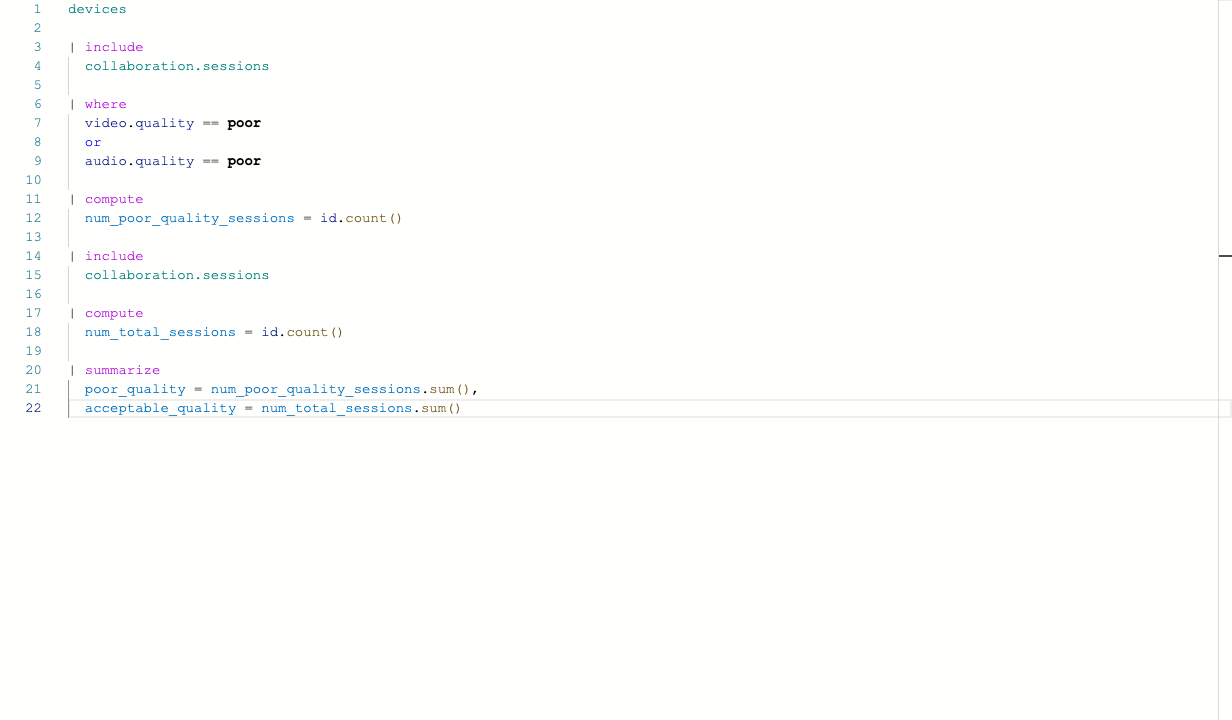 1 devices
2
3 | include
4 collaboration.sessions
5
6 | where
7 video.quality == poor
8 or
9 audio.quality == poor
10
11 | compute
12 num_poor_quality_sessions = id.count()
13
14 | include
15 collaboration.sessions
16
17 | compute
18 num_total_sessions = id.count()
19
20 | summarize
21 poor_quality = num_poor_quality_sessions.sum(),
22 acceptable_quality = num_total_sessions.sum()